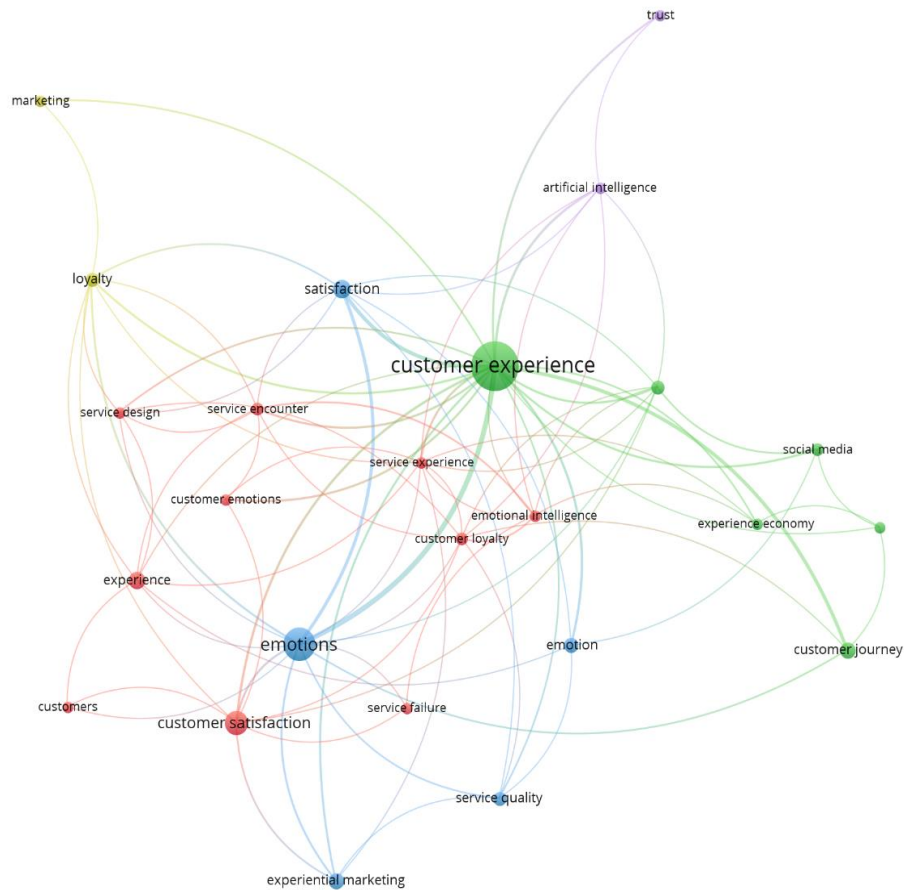 trust
marketing
artificial intelligence
loyalty
satisfaction
customer experience
service design
service encounter
social media
service experience
customer emotions
emotional intelligence
experience economy
customer loyalty
experience
emotions
emotion
customer journey
customers
service failure
customer satisfaction
service quality
experiential marketing